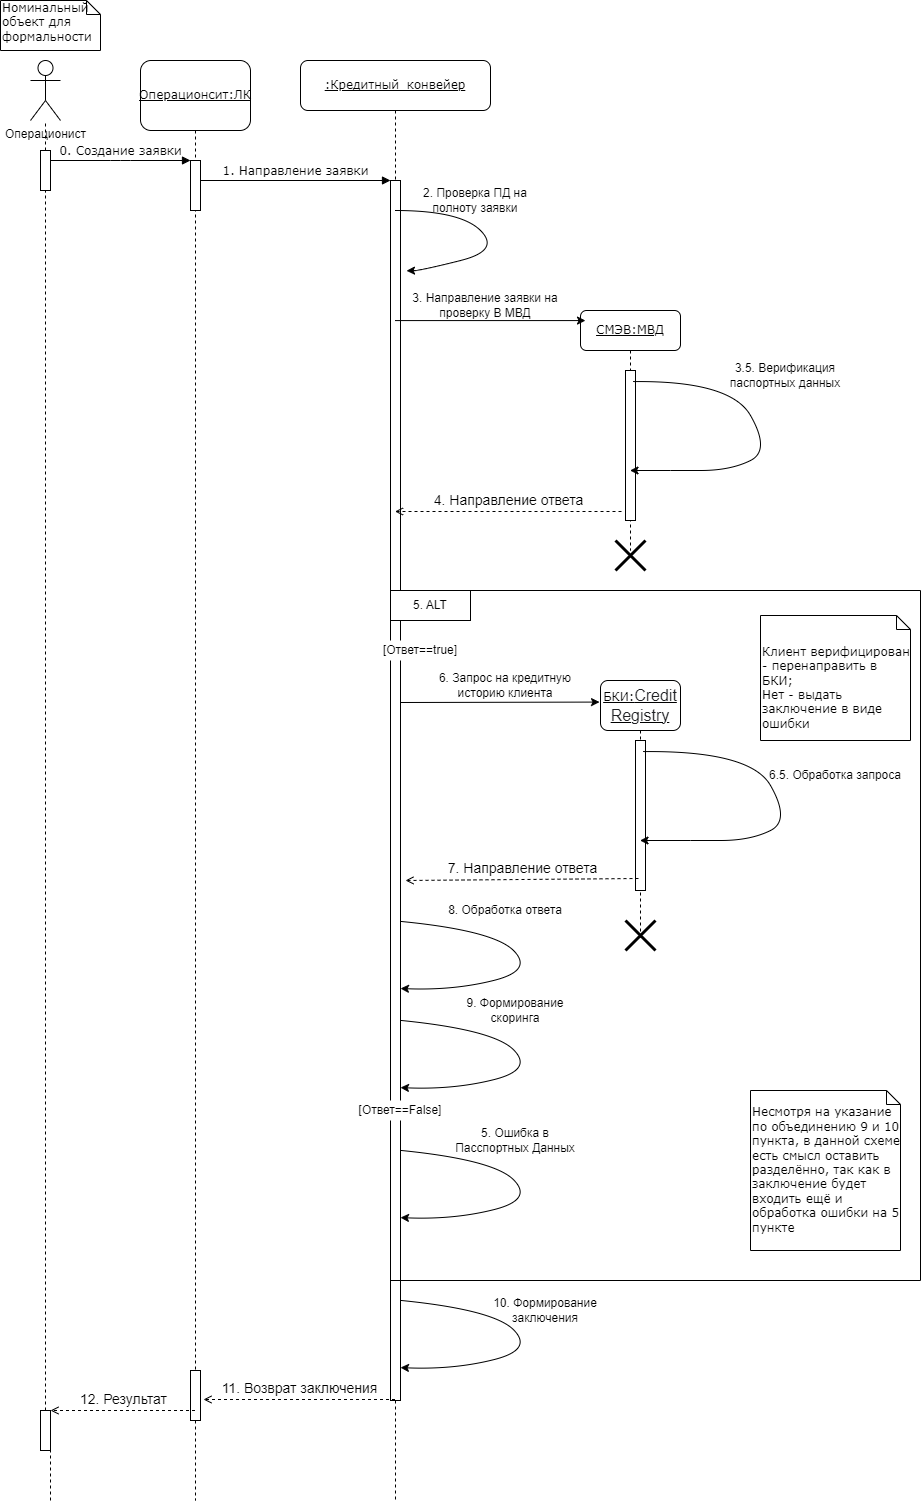 Номинальный
объект для
формальности
Операционсит:ЛК
:Кредитный конвейер
Операционист
0. Создание заявки
1. Направление заявки
2. Проверка ПД на
полноту заявки
3. Направление заявки на
проверку В МВД
СМЭВ:МВД
3.5. Верификация
паспортных данных
4. Направление ответа
5. ALT
[Ответ==true]
Клиент верифицирован
- перенаправить в
БКИ;
Нет - выдать
заключение в виде
ошибки
6. Запрос на кредитную
историю клиента
БКИ:Credit
Registry
6.5. Обработка запроса
7. Направление ответа
8. Обработка ответа
9. Формирование
скоринга
[Ответ==False]
5. Ошибка в
Пасспортных Данных
Несмотря на указание
по объединению 9 и 10
пункта, в данной схеме
есть смысл оставить
разделённо, так как в
заключение будет
входить ещё и
обработка ошибки на 5
пункте
10. Формирование
заключения
11. Возврат заключения
12. Результат